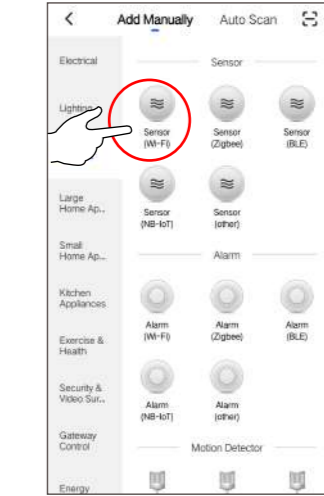 Add Manually Auto Scan
Electrical
Sensor
Lighting
Sensor
(Wi-Fi)
Sensor
(Zigbee)
Sensor
(BLE)
Large
Home Ap...
Sensor
(NB-IoT)
Sensor
(other)
Small
Home Ap...
Alarm
Kitchen
Appliances
Alarm
(Wi-Fi)
Alarm
(Zigbee)
Alarm
(BLE)
Exercise &
Health
Security &
Video Sur...
Alarm
(NB-IoT)
Alarm
(other)
Gateway
Control
Motion Detector
Energy